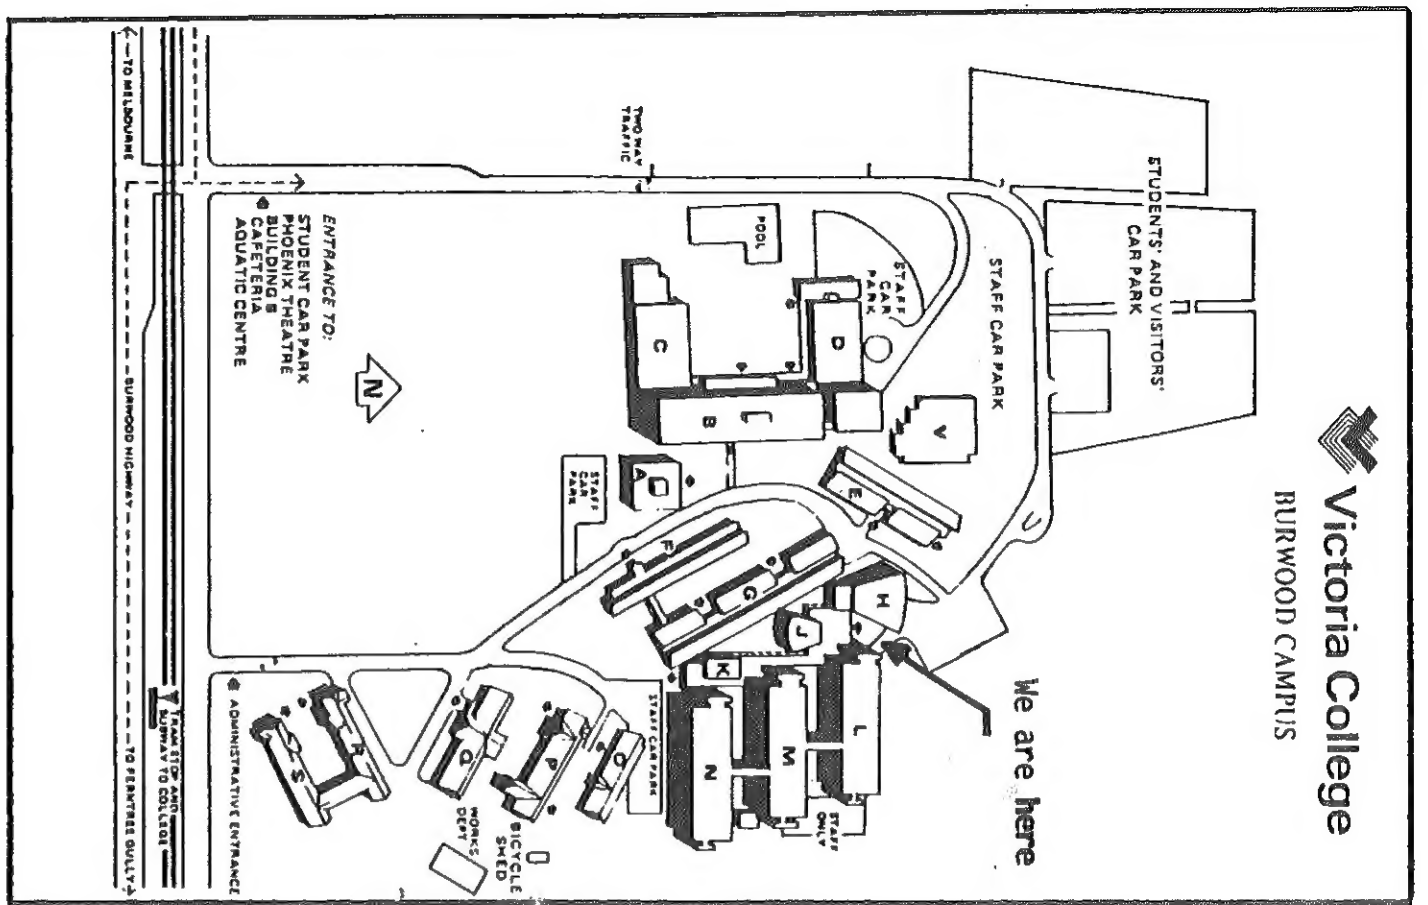 Victoria College
BURWOOD CAMPUS
STUDENTS' AND VISITORS'
CAR PARK
STAFF CAR PARK
STAFF
CAR
PARK
POOL
TWO WAY
TRAFFIC
D
C
B
V
E
A
STAFF
CAR
PARK
F
G
H
J
K
L
M
N
We are here
STAFF
ONLY
STAFF CAR PARK
O
P
Q
R
S
BICYCLE
SHED
WORKS
DEPT
N
ENTRANCE TO:
STUDENT CAR PARK
PHOENIX THEATRE
BUILDING B
CAFETERIA
AQUATIC CENTRE
ADMINISTRATIVE ENTRANCE
TRAM STOP AND
SUBWAY TO COLLEGE
TO MELBOURNE
BURWOOD HIGHWAY
TO FERNTREE GULLY